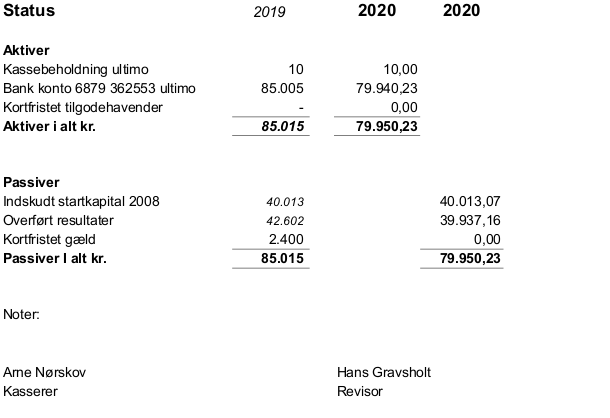 Status 2019 2020 2020
Aktiver
Kassebeholdning ultimo 10 10,00
Bank konto 6879 362553 ultimo 85.005 79.940,23
Kortfristet tilgodehavender - 0,00
Aktiver i alt kr. 85.015 79.950,23
Passiver
Indskudt startkapital 2008 40.013 40.013,07
Overført resultater 42.602 39.937,16
Kortfristet gæld 2.400 0,00
Passiver I alt kr. 85.015 79.950,23
Noter:
Arne Nørskov Hans Gravsholt
Kasserer Revisor